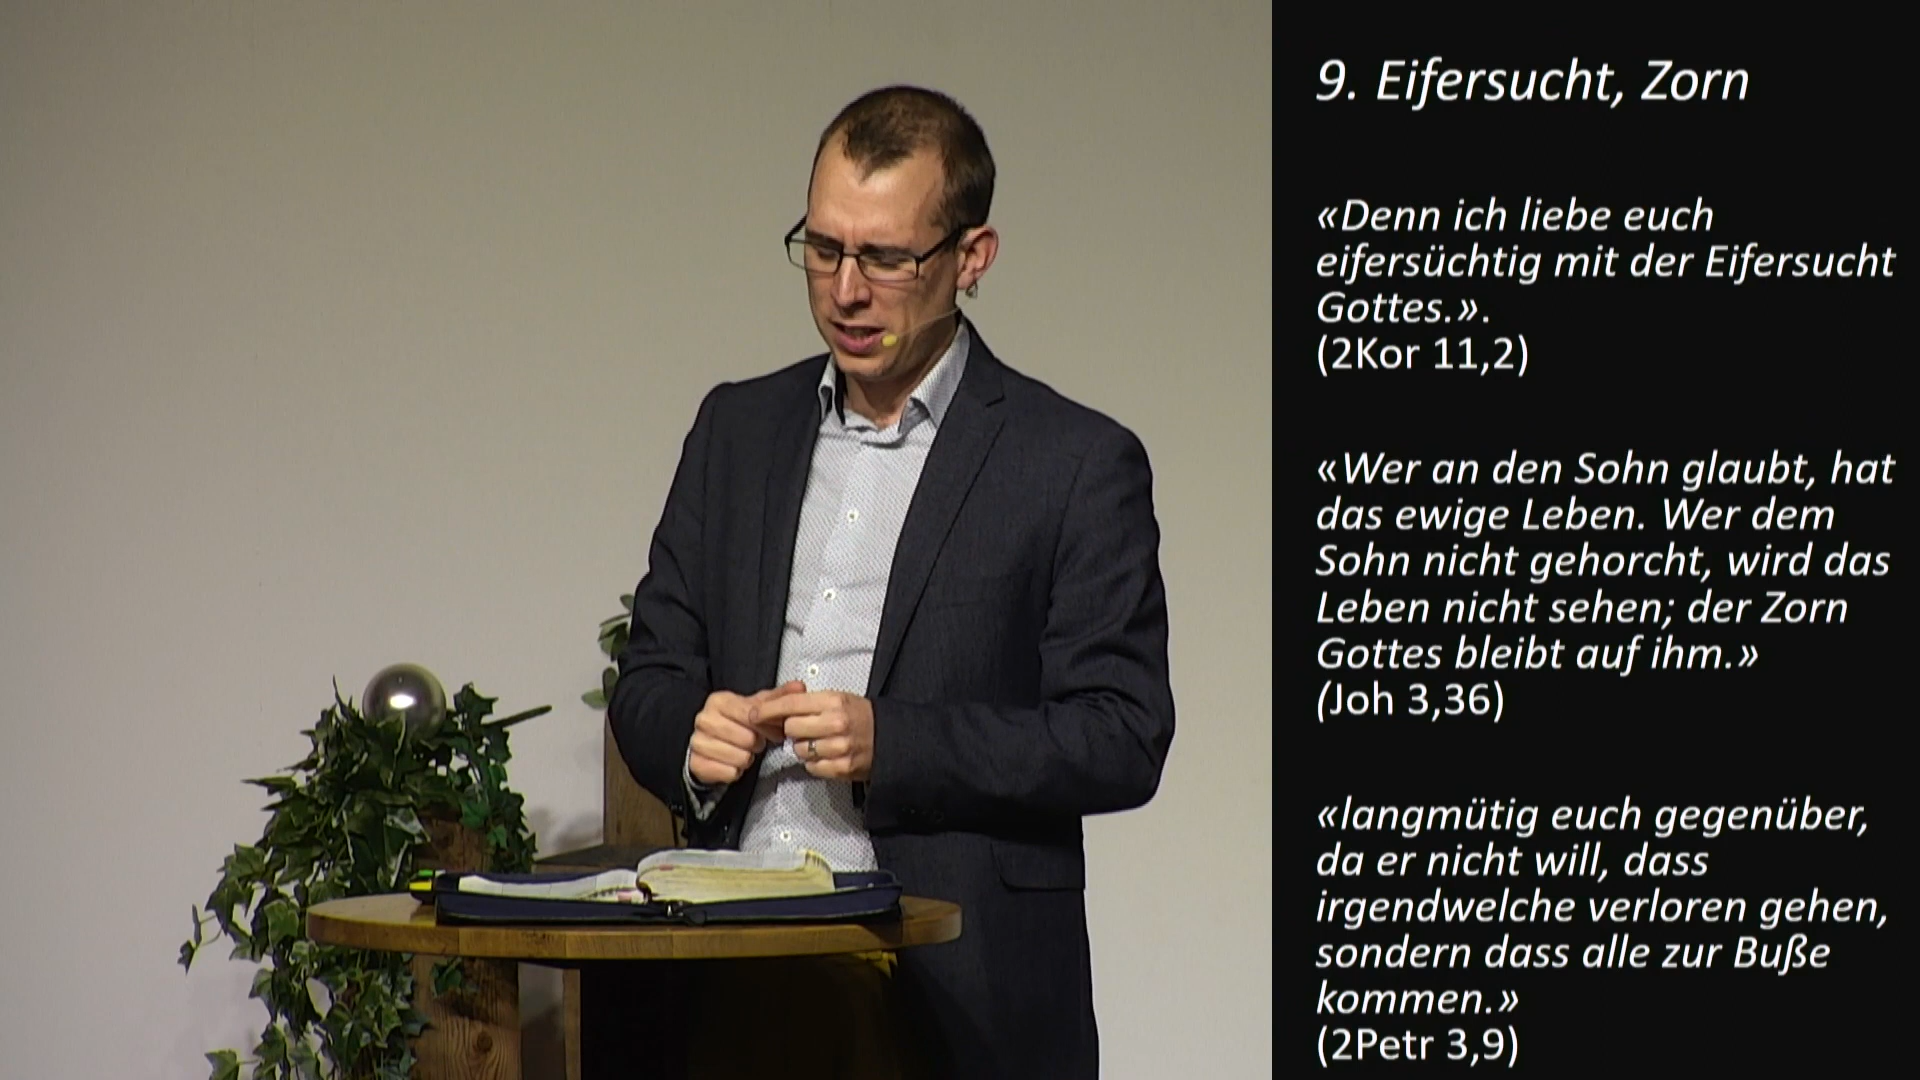 9. Eifersucht, Zorn
«Denn ich liebe euch
eifersüchtig mit der Eifersucht
Gottes.».
(2Kor 11,2)
«Wer an den Sohn glaubt, hat
das ewige Leben. Wer dem
Sohn nicht gehorcht, wird das
Leben nicht sehen; der Zorn
Gottes bleibt auf ihm.»
(Joh 3,36)
«langmütig euch gegenüber,
da er nicht will, dass
irgendwelche verloren gehen,
sondern dass alle zur Buße
kommen.»
(2Petr 3,9)